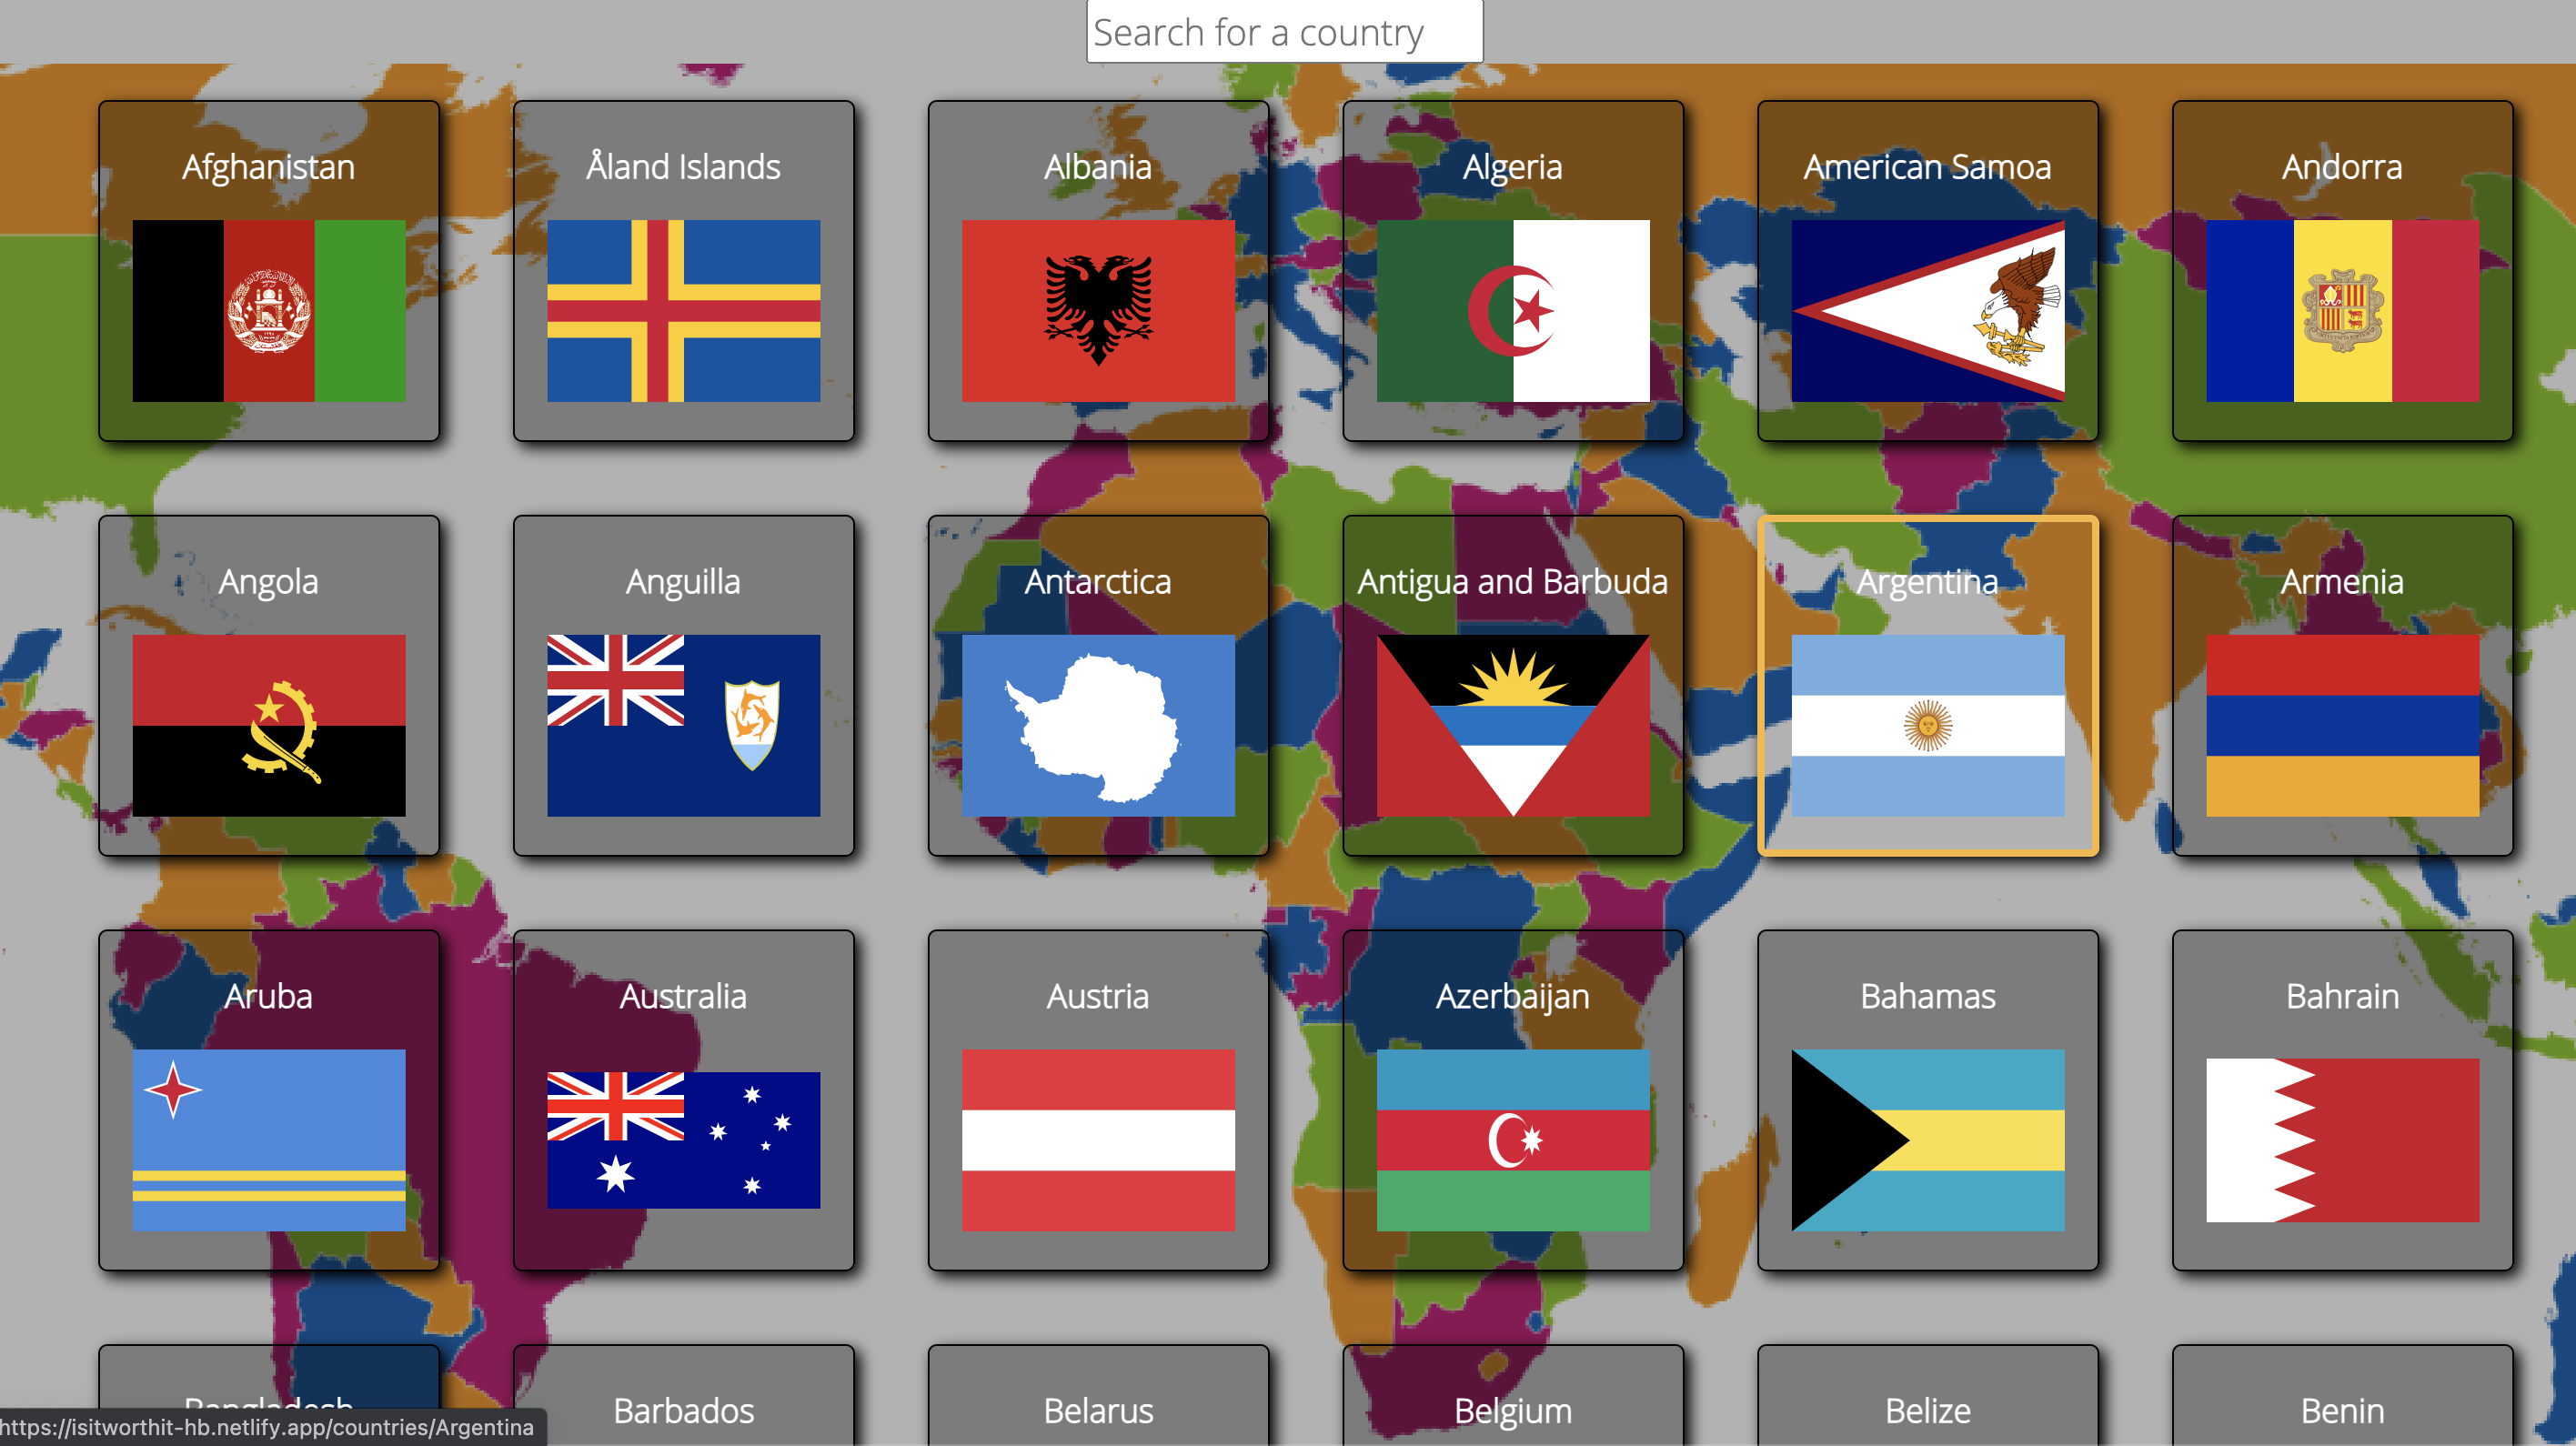 Search for a country
Afghanistan
Åland Islands
Albania
Algeria
American Samoa
Andorra
Angola
Anguilla
Antarctica
Antigua and Barbuda
Argentina
Armenia
Aruba
Australia
Austria
Azerbaijan
Bahamas
Bahrain
Bangladesh
Barbados
Belarus
Belgium
Belize
Benin
https://isitworthit-hb.netlify.app/countries/Argentina